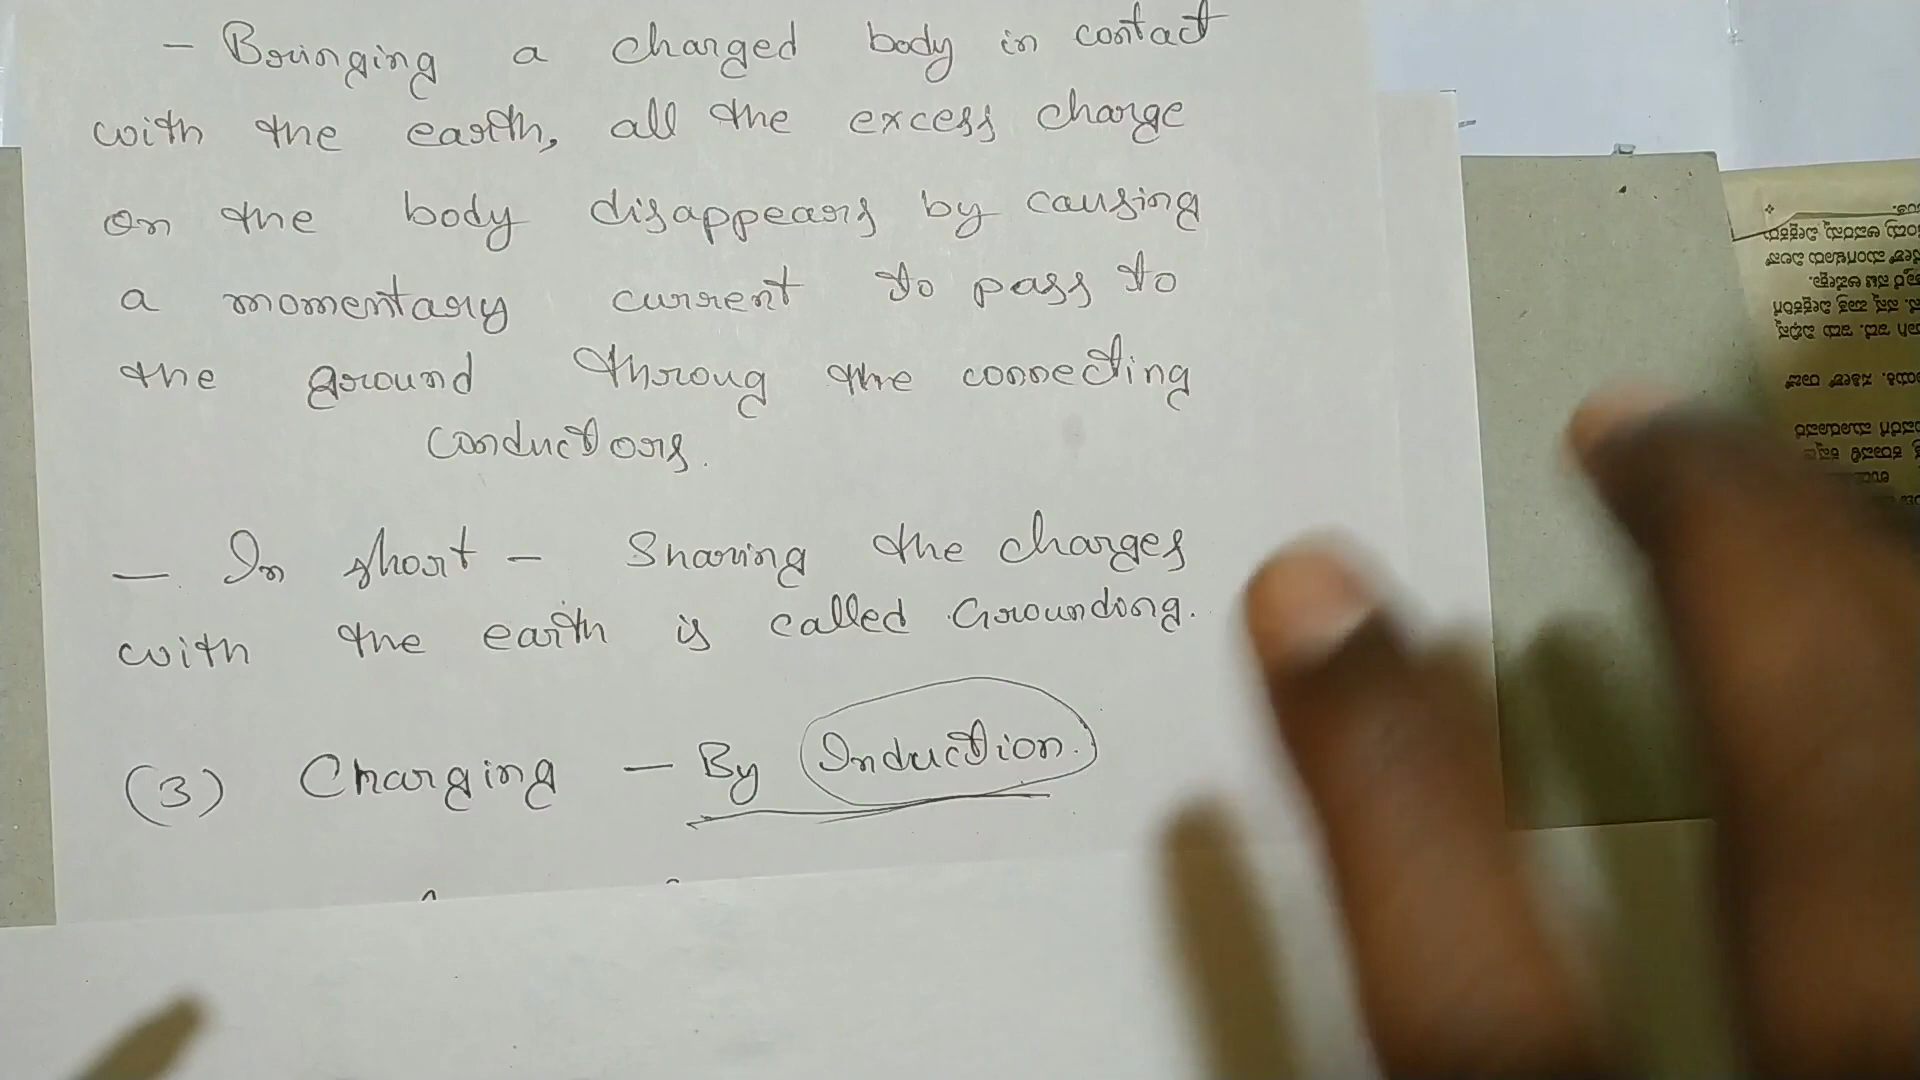 - Bringing a charged body in contact
with the earth, all the excess charge
on the body disappears by causing
a momentary current to pass to
the ground throug the connecting
conductors.
- In short - Sharing the charges
with the earth is called Grounding.
(3) Charging - By Induction.